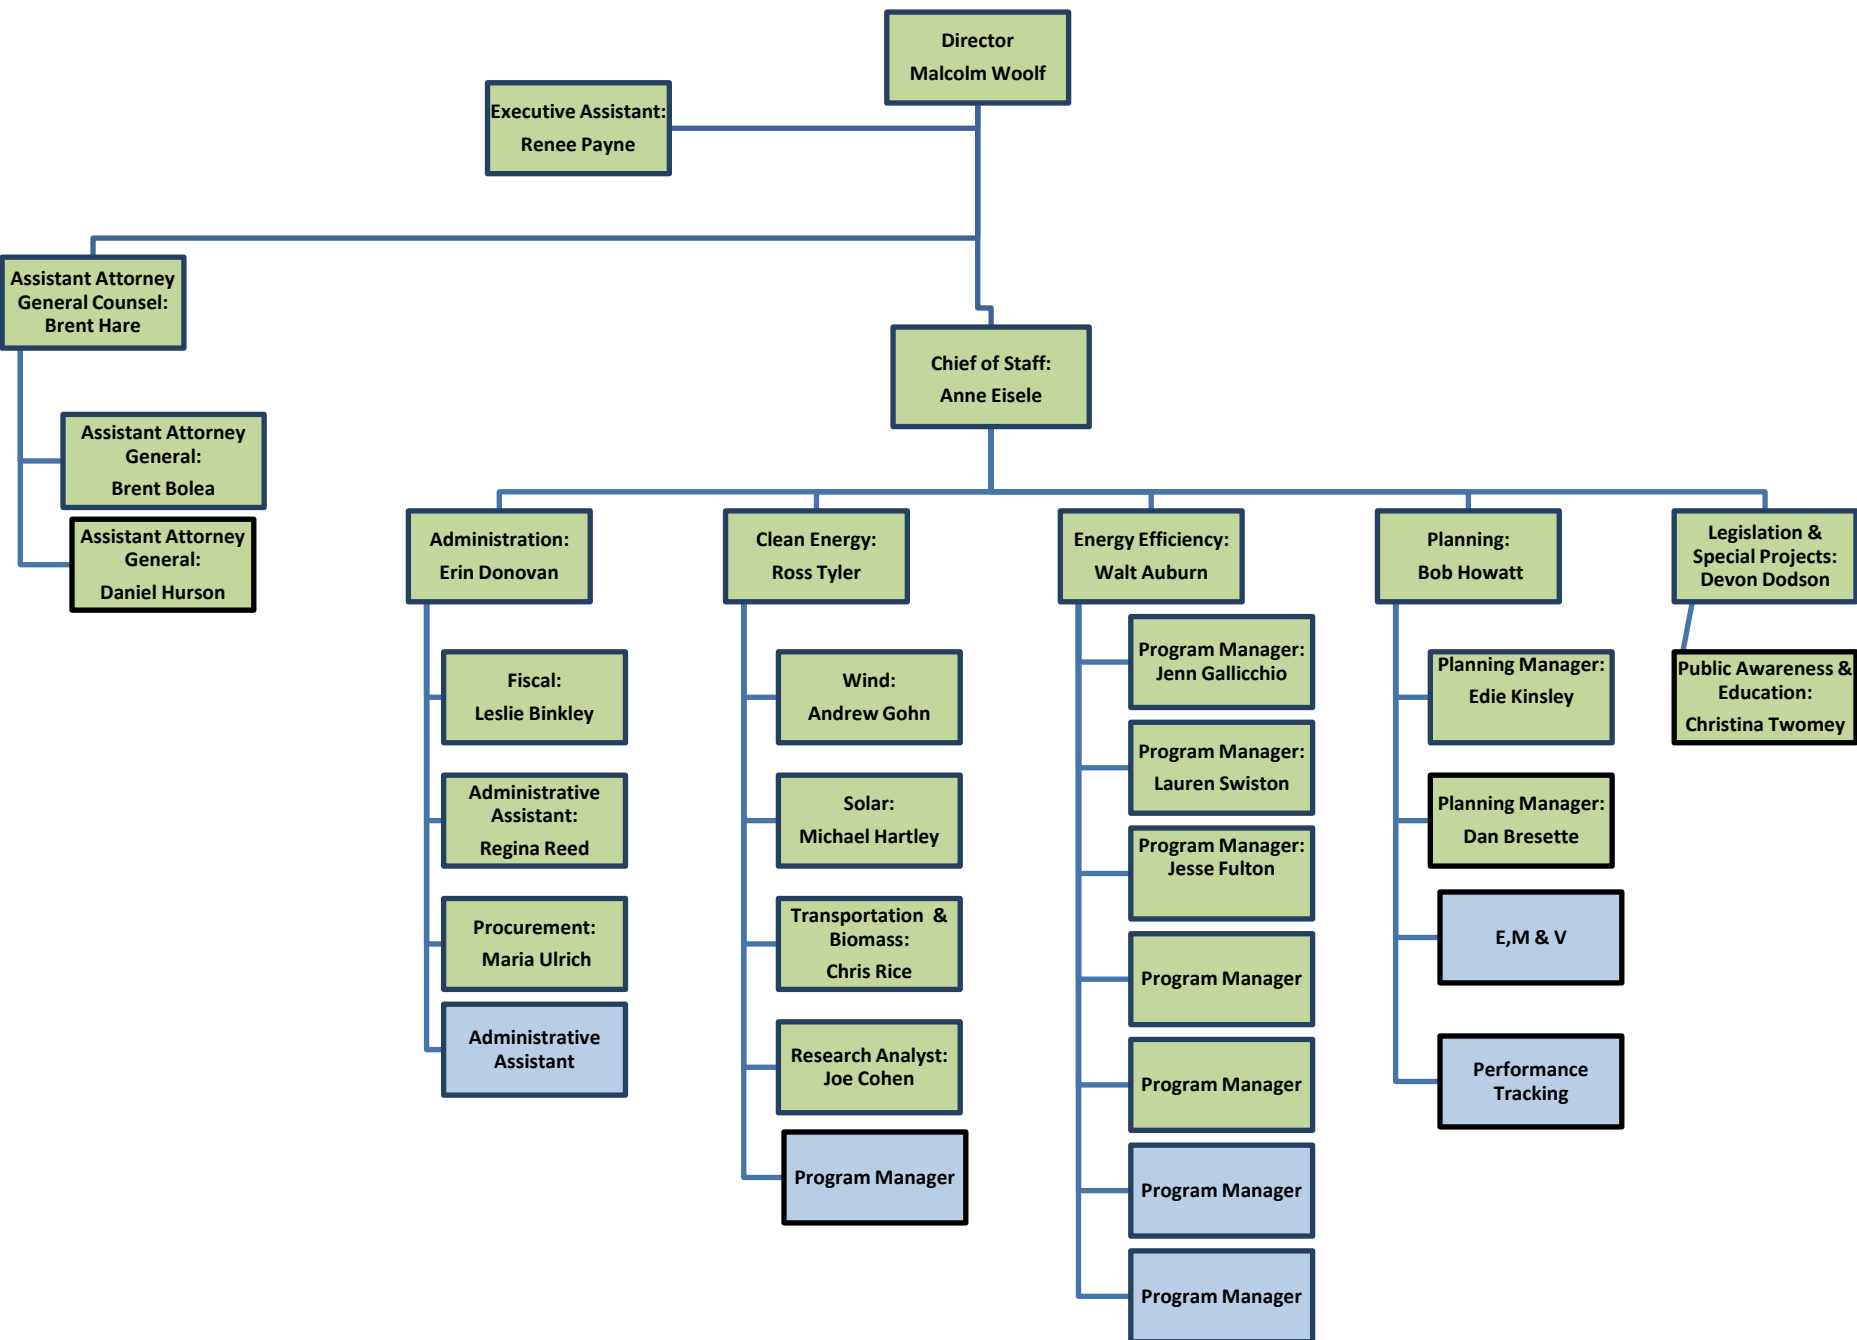 Director
Malcolm Woolf
Executive Assistant:
Renee Payne
Assistant Attorney
General Counsel:
Brent Hare
Chief of Staff:
Anne Eisele
Assistant Attorney
General:
Brent Bolea
Assistant Attorney
General:
Daniel Hurson
Administration:
Erin Donovan
Fiscal:
Leslie Binkley
Administrative
Assistant:
Regina Reed
Procurement:
Maria Ulrich
Administrative
Assistant
Clean Energy:
Ross Tyler
Wind:
Andrew Gohn
Solar:
Michael Hartley
Transportation &
Biomass:
Chris Rice
Research Analyst:
Joe Cohen
Program Manager
Energy Efficiency:
Walt Auburn
Program Manager:
Jenn Gallicchio
Program Manager:
Lauren Swiston
Program Manager:
Jesse Fulton
Program Manager
Program Manager
Program Manager
Program Manager
Planning:
Bob Howatt
Planning Manager:
Edie Kinsley
Planning Manager:
Dan Bresette
E,M & V
Performance
Tracking
Legislation &
Special Projects:
Devon Dodson
Public Awareness &
Education:
Christina Twomey